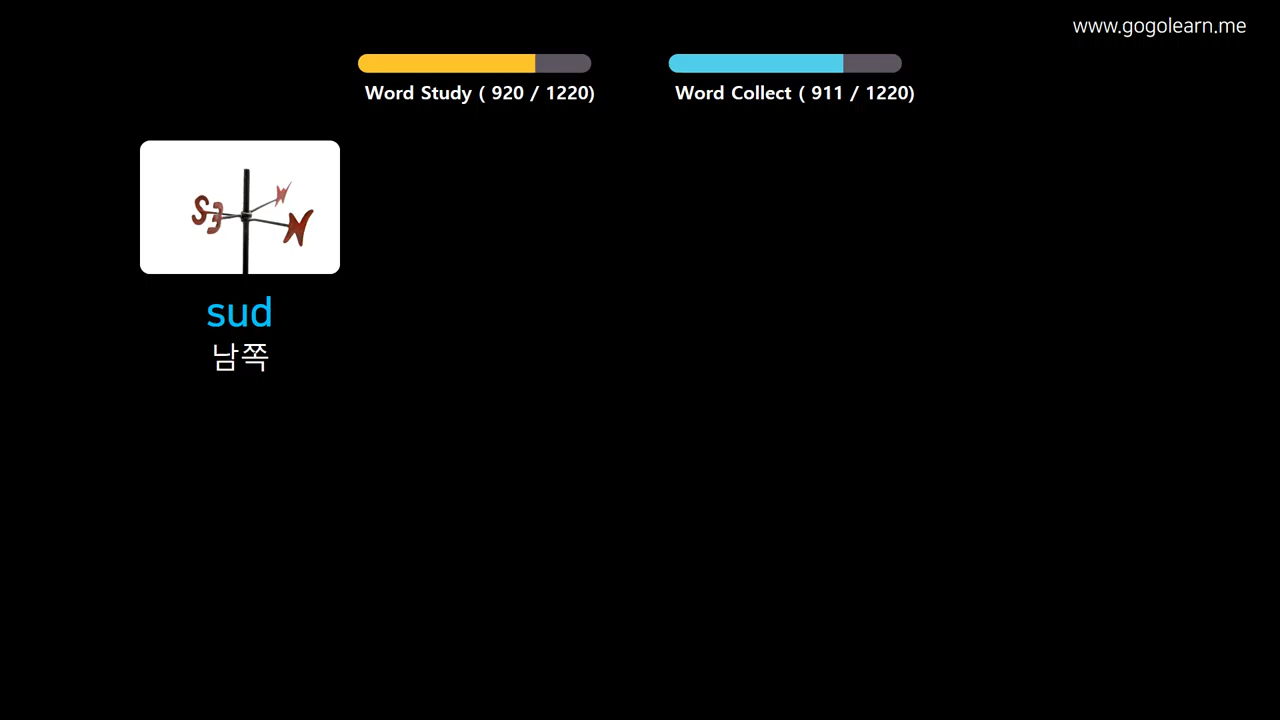 www.gogolearn.me
Word Study ( 920 / 1220)
Word Collect ( 911 / 1220)
S
N
sud
남쪽